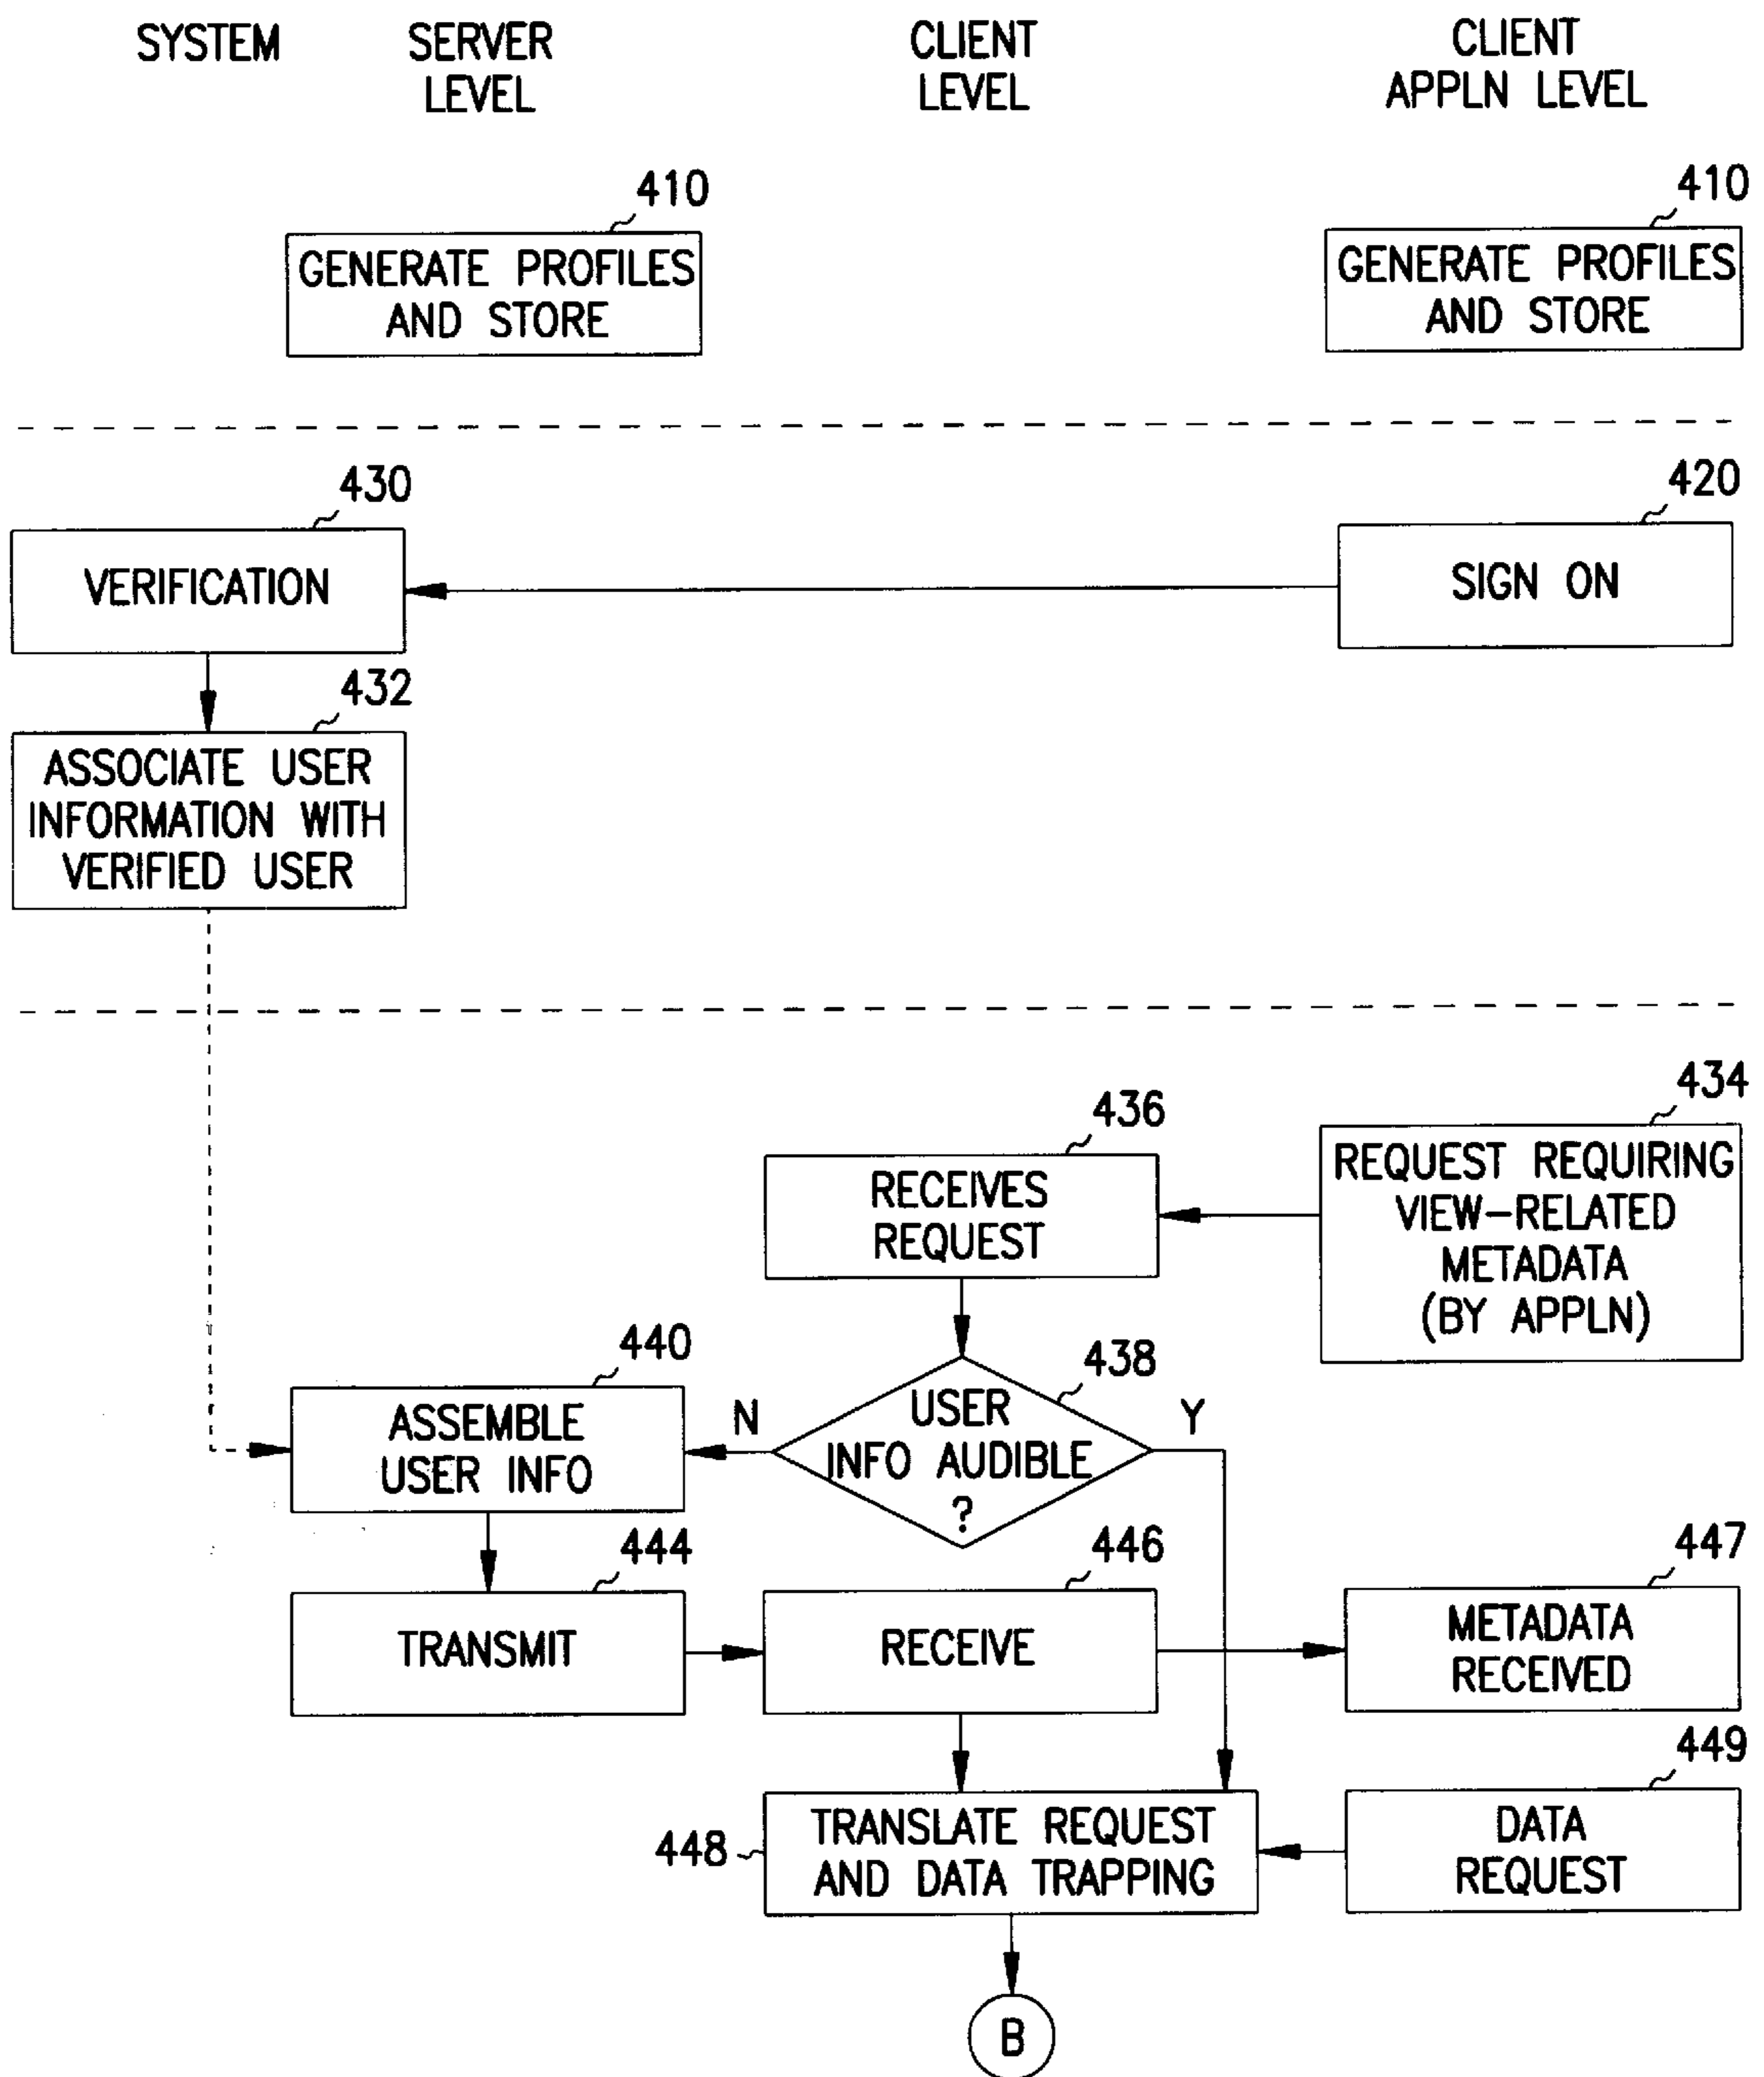 SYSTEM
SERVER
LEVEL
CLIENT
LEVEL
CLIENT
APPLN LEVEL
410
GENERATE PROFILES
AND STORE
410
GENERATE PROFILES
AND STORE
430
VERIFICATION
420
SIGN ON
432
ASSOCIATE USER
INFORMATION WITH
VERIFIED USER
434
REQUEST REQUIRING
VIEW-RELATED
METADATA
(BY APPLN)
436
RECEIVES
REQUEST
438
USER
INFO AUDIBLE
?
N
Y
440
ASSEMBLE
USER INFO
444
TRANSMIT
446
RECEIVE
447
METADATA
RECEIVED
448
TRANSLATE REQUEST
AND DATA TRAPPING
449
DATA
REQUEST
B